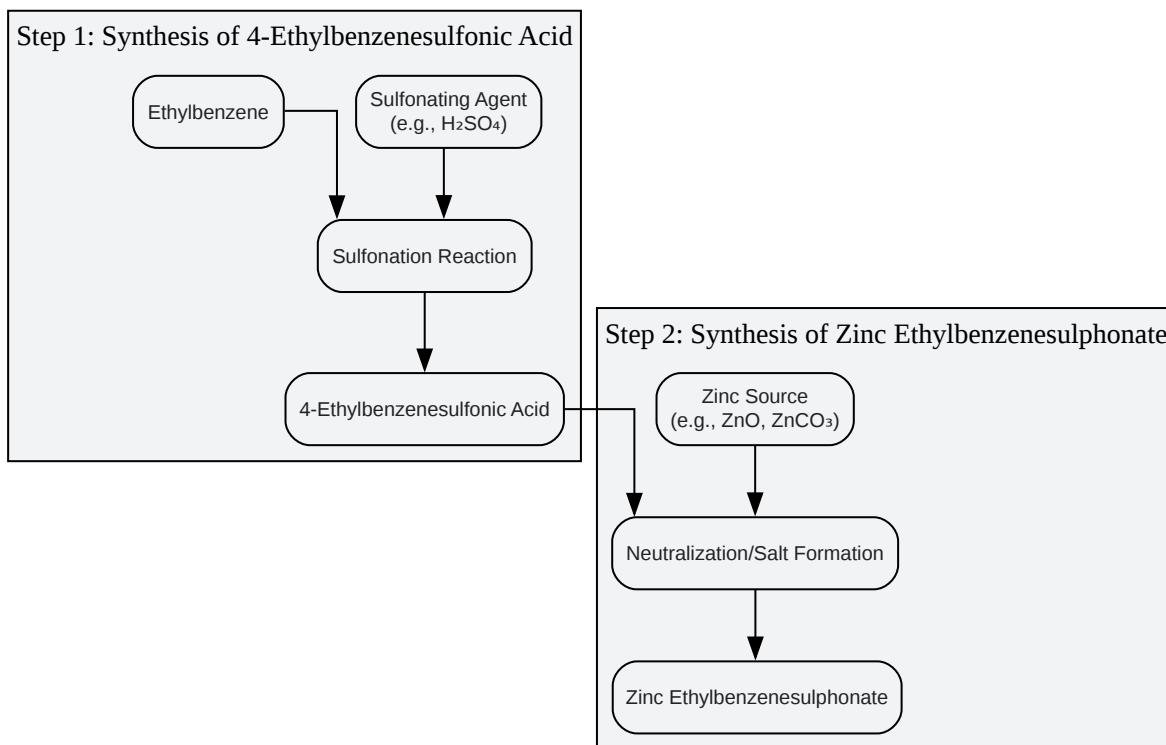 Step 1: Synthesis of 4-Ethylbenzenesulfonic Acid
Ethylbenzene
Sulfonating Agent
(e.g., H₂SO₄)
Sulfonation Reaction
4-Ethylbenzenesulfonic Acid
Step 2: Synthesis of Zinc Ethylbenzenesulphonate
Zinc Source
(e.g., ZnO, ZnCO₃)
Neutralization/Salt Formation
Zinc Ethylbenzenesulphonate